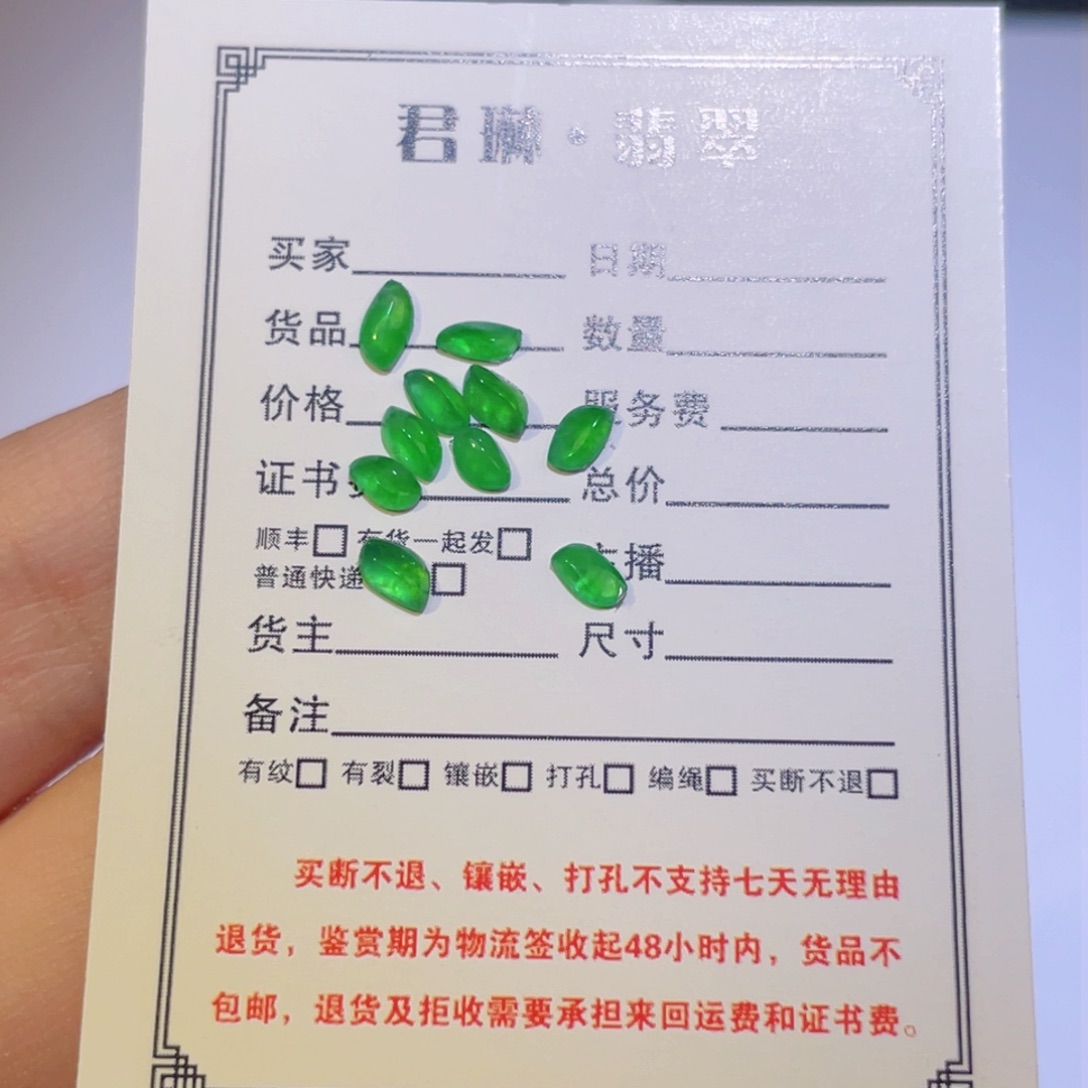 君琳·翡翠
买家 日期
货品 数量
价格 服务费
证书 总价
顺丰 有货一起发
普通快递 播
货主 尺寸
备注
有纹 有裂 镶嵌 打孔 编绳 买断不退
买断不退、镶嵌、打孔不支持七天无理由
退货，鉴赏期为物流签收起48小时内，货品不
包邮，退货及拒收需要承担来回运费和证书费。